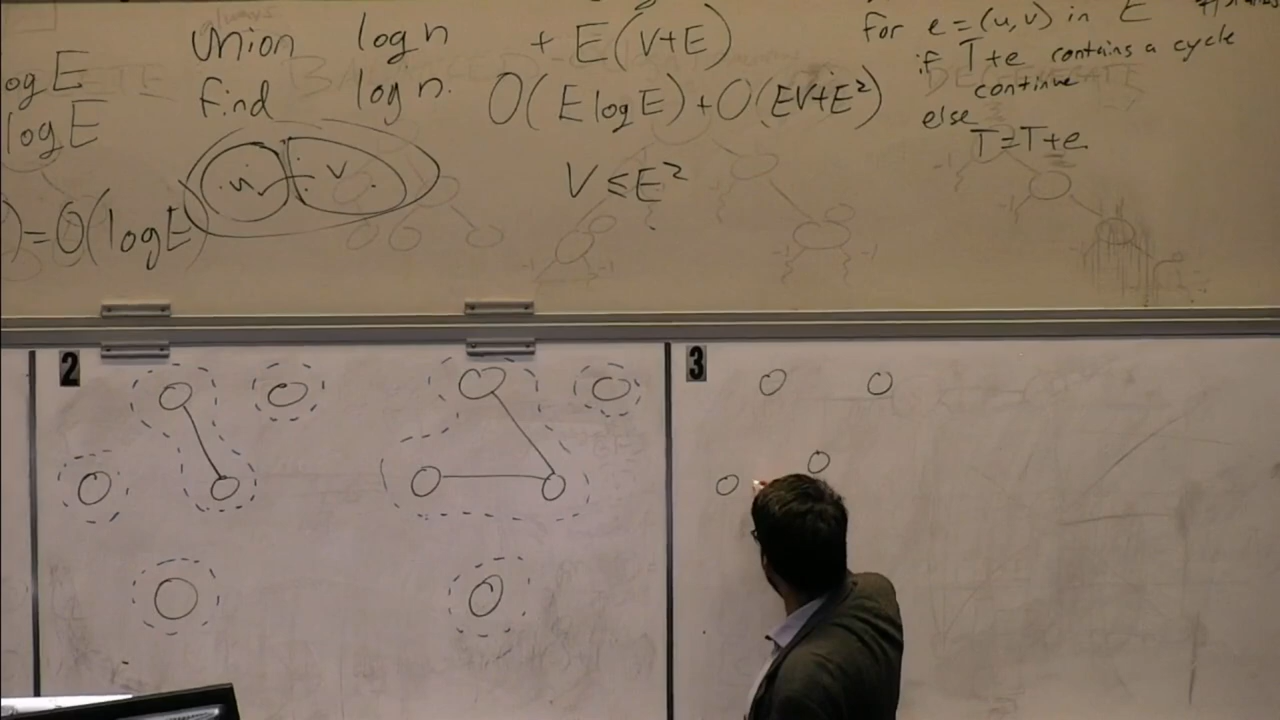 Union log n + E(V+E)
for e=(u,v) in E
og E find log n. O(E log E)+O(EV+E²)
if T+e contains a cycle
continue
log E
else
T=T+e
u v
V≤E²
)=O(log E)
2
3